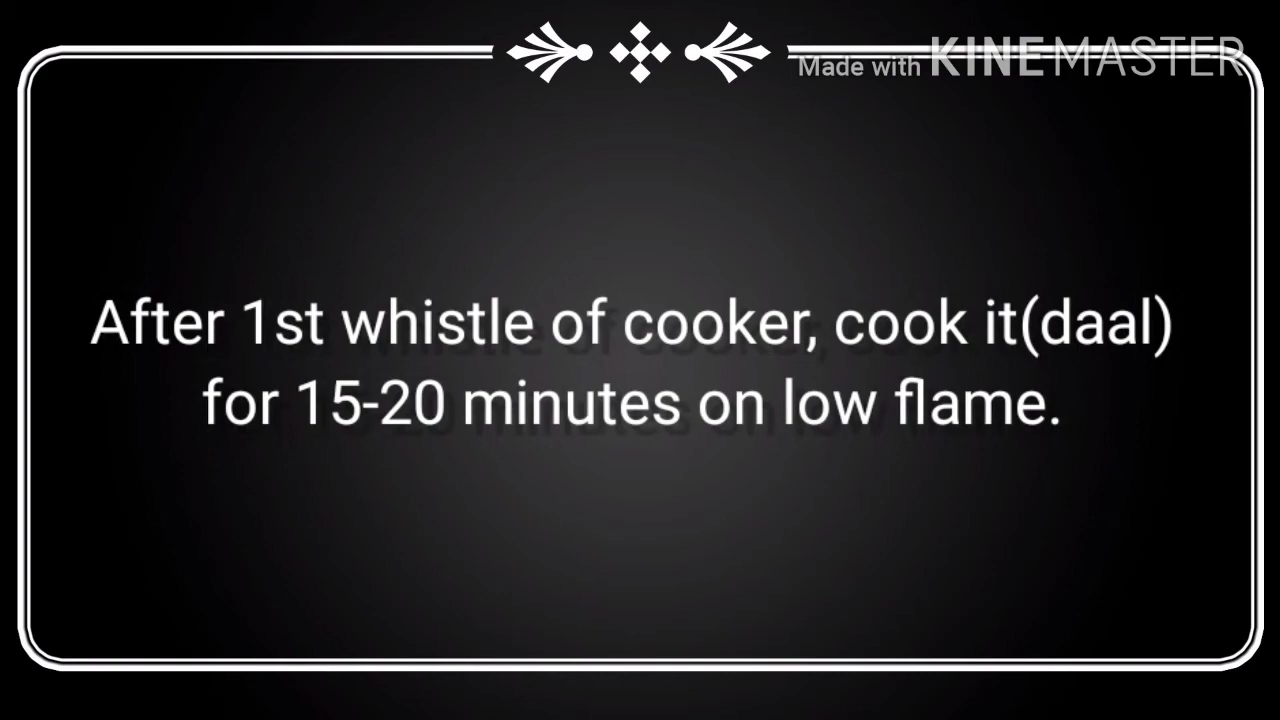 Made with KINEMASTER
After 1st whistle of cooker, cook it(daal)
for 15-20 minutes on low flame.